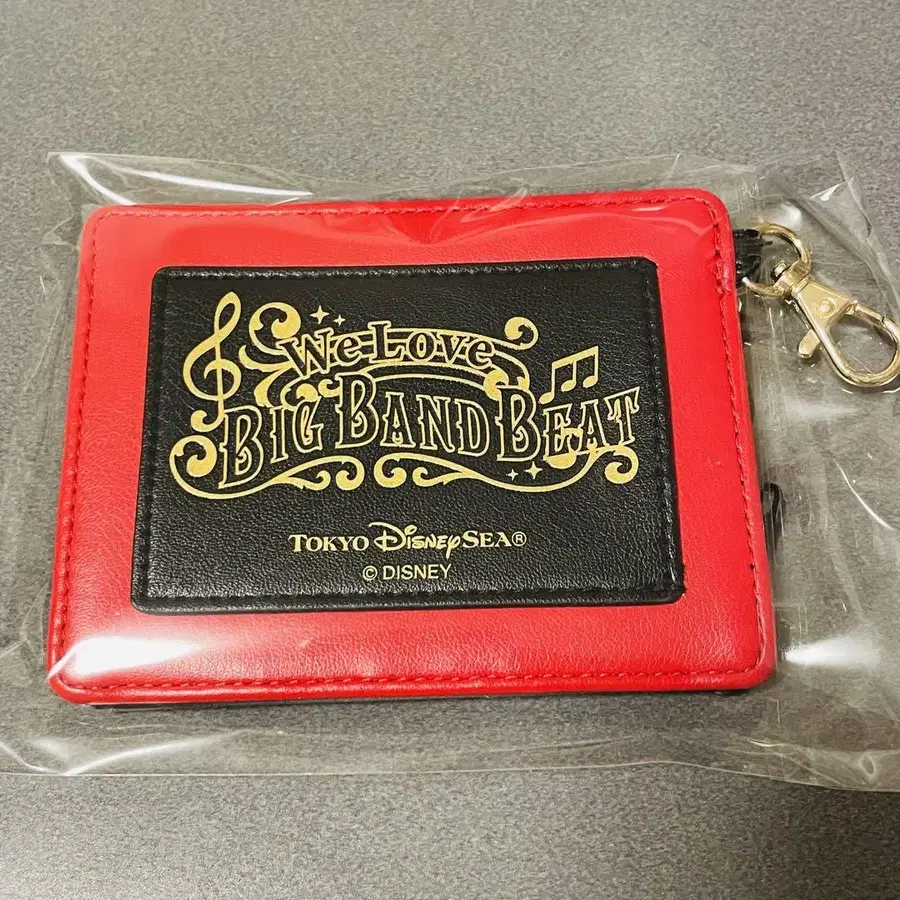 We Love
BIG BAND BEAT
TOKYO DISNEYSEA®
© DISNEY